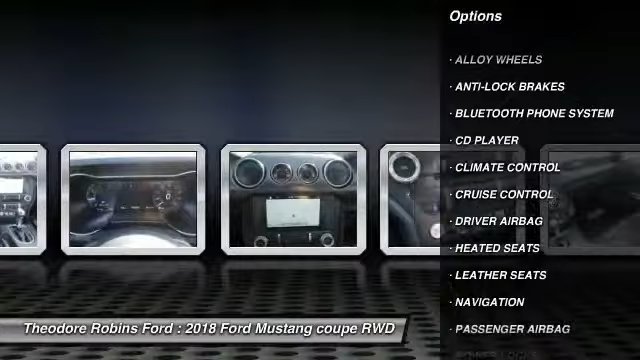 Options
· ALLOY WHEELS
· ANTI-LOCK BRAKES
· BLUETOOTH PHONE SYSTEM
· CD PLAYER
· CLIMATE CONTROL
· CRUISE CONTROL
· DRIVER AIRBAG
· HEATED SEATS
· LEATHER SEATS
· NAVIGATION
· PASSENGER AIRBAG
Theodore Robins Ford : 2018 Ford Mustang coupe RWD